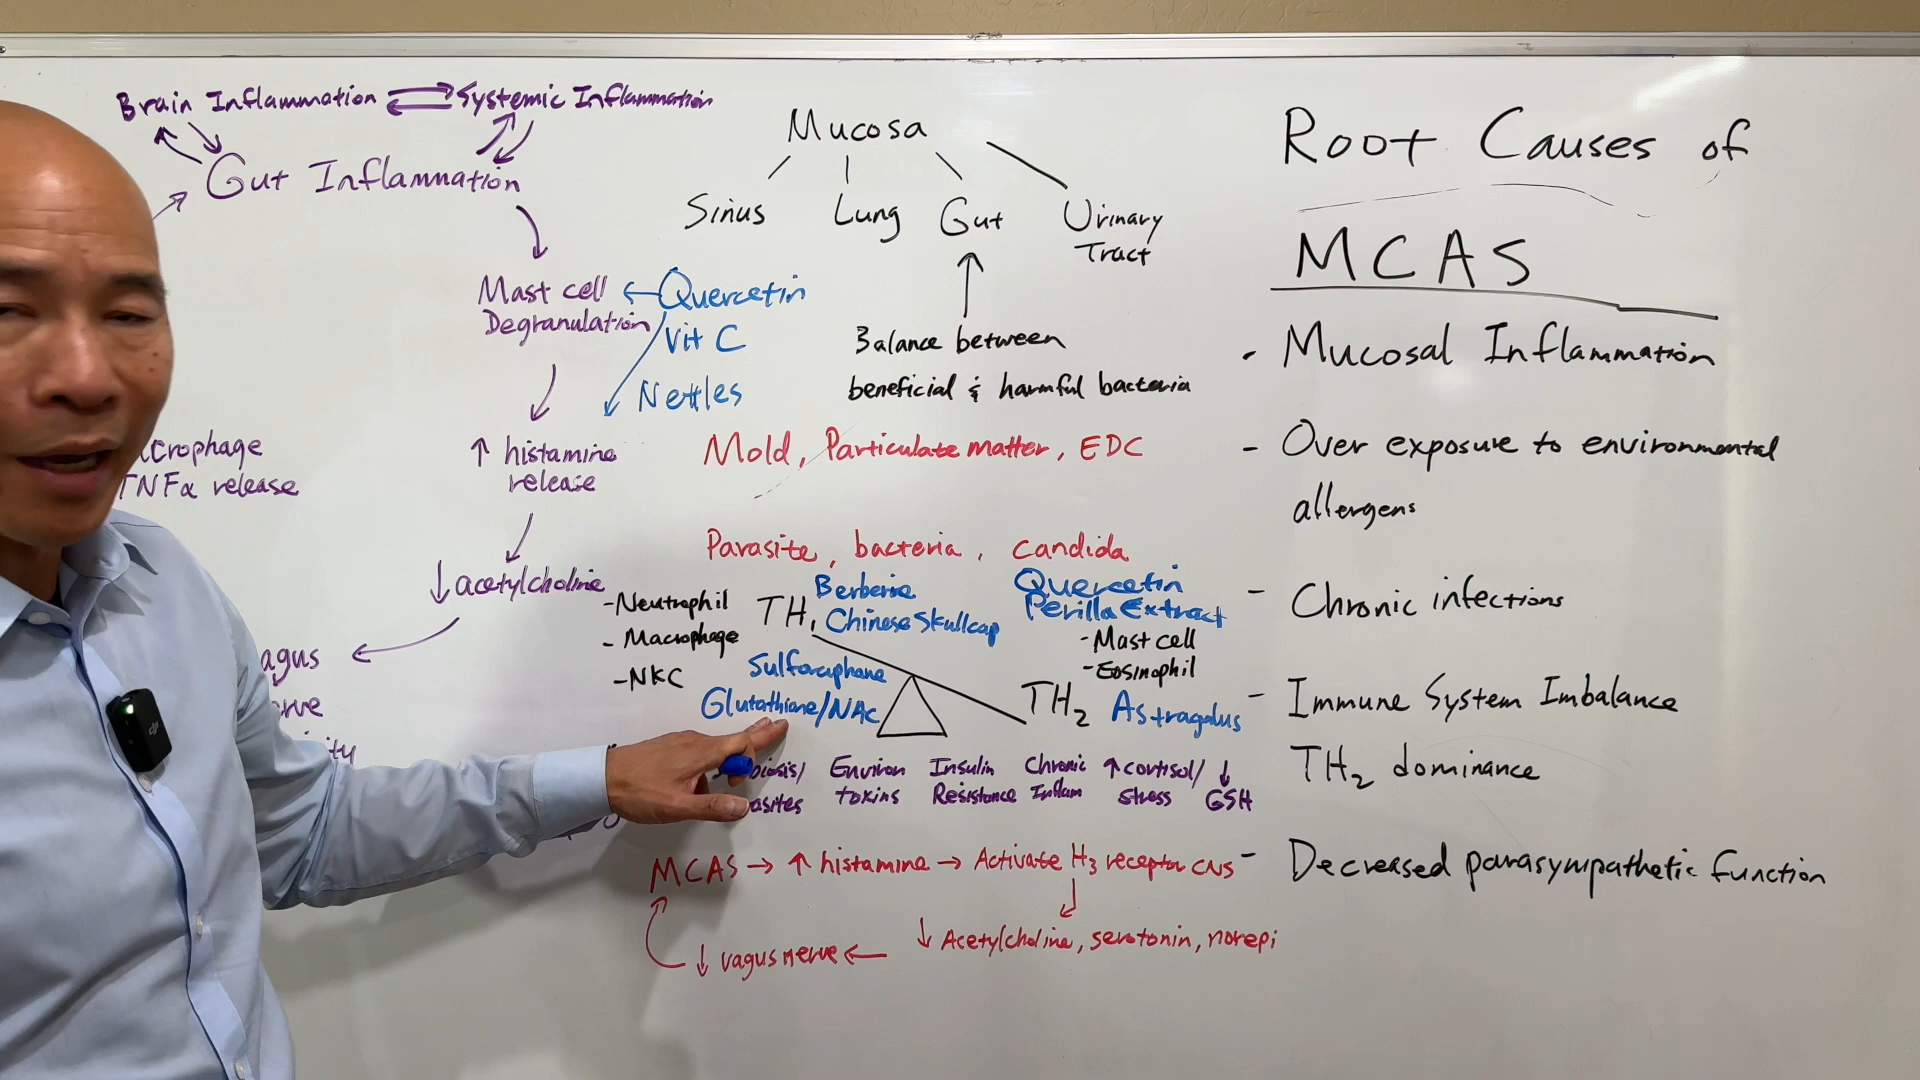 Brain Inflammation
Systemic Inflammation
Gut Inflammation
Mast cell
Degranulation
Quercetin
Vit C
Nettles
↑ histamine
release
TNFα release
↓ acetylcholine
Mucosa
Sinus Lung Gut Urinary
Tract
Balance between
beneficial & harmful bacteria
Mold, Particulate matter, EDC
Parasite, bacteria, candida
-Neutrophil
- Macrophage
-NKC
TH1
Chinese Skullcap
Sulforaphane
Glutathione/NAC
Quercetin
Perilla Extract
-Mast cell
-Eosinophil
TH2 Astragalus
Environ
toxins
Insulin
Resistance
Chronic
Inflam
↑cortisol/
stress
↓
GSH
MCAS → ↑ histamine → Activate H3 receptor CNS
↓ Acetylcholine, serotonin, norepi
↓ vagus nerve ←
Root Causes of
MCAS
- Mucosal Inflammation
- Over exposure to environmental
allergens
- Chronic infections
- Immune System Imbalance
TH2 dominance
- Decreased parasympathetic function